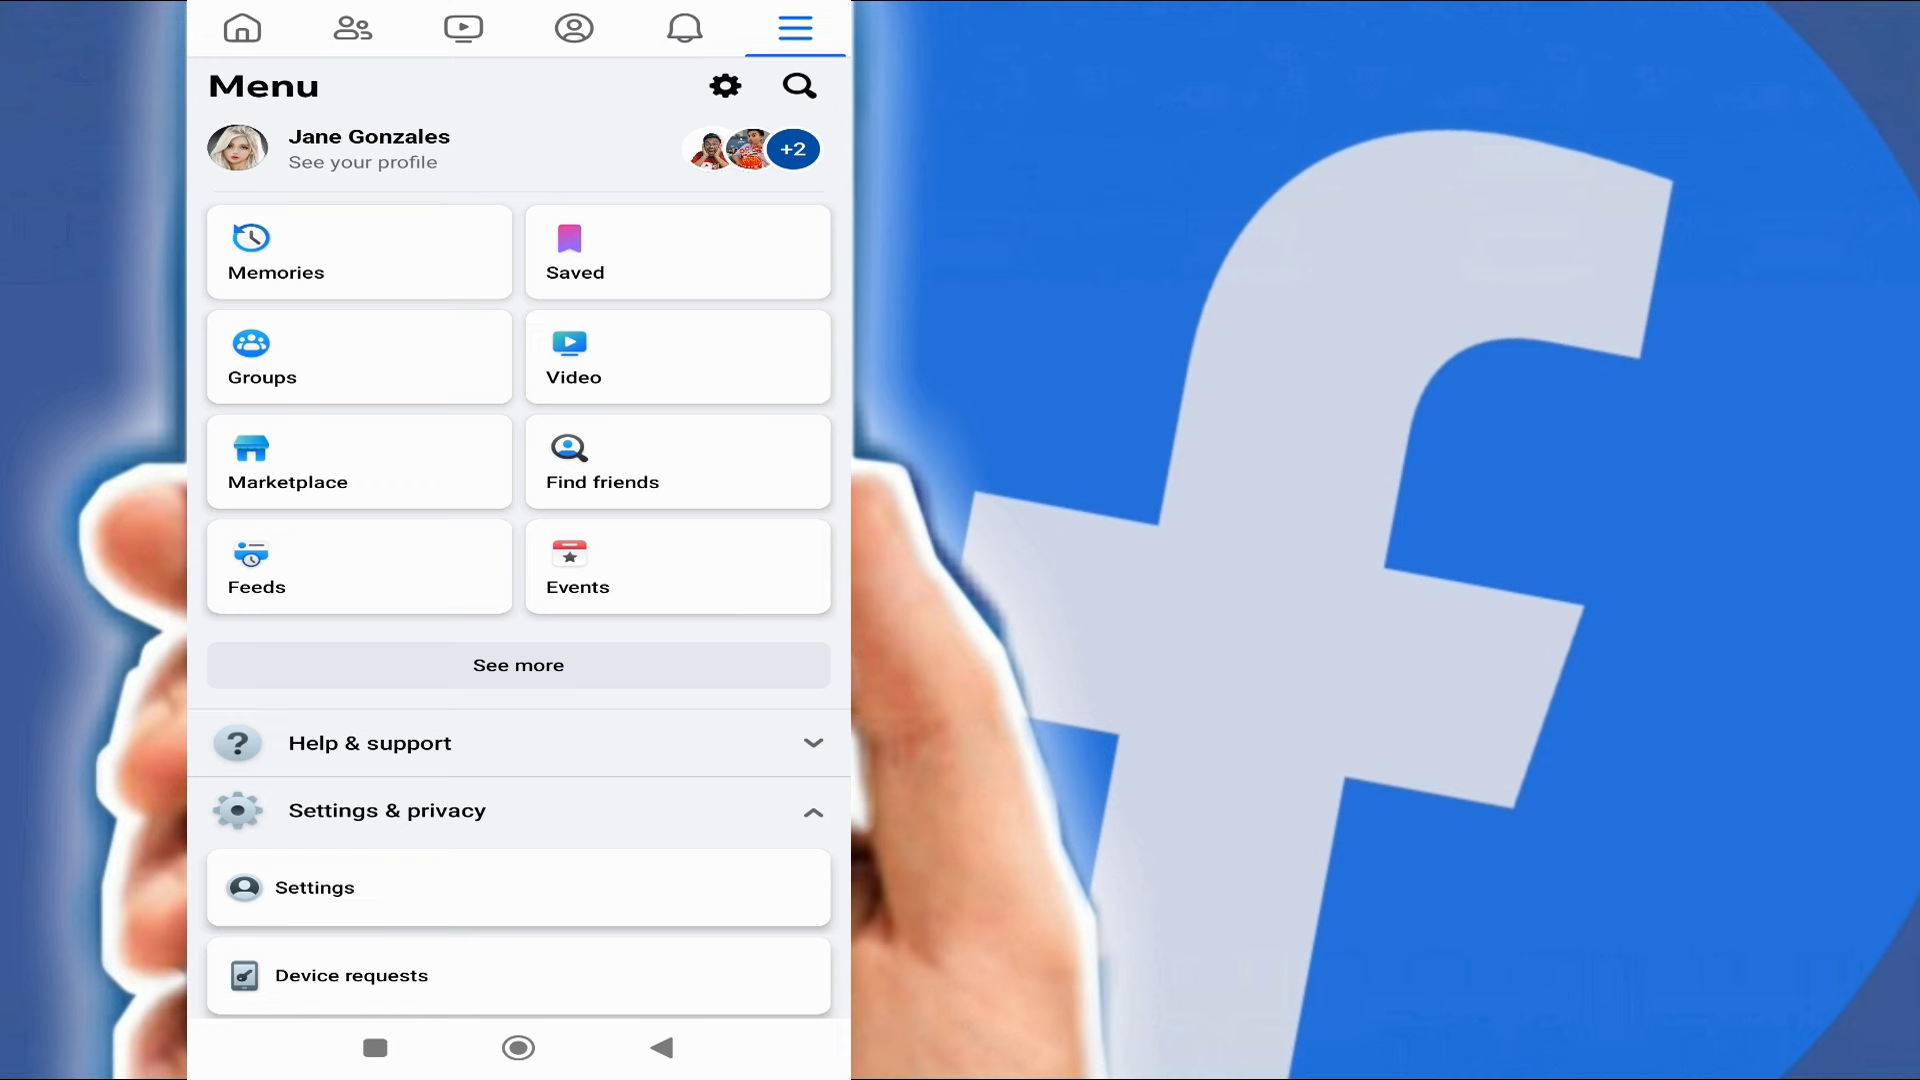 Menu
Jane Gonzales
See your profile
+2
Memories
Saved
Groups
Video
Marketplace
Find friends
Feeds
Events
See more
Help & support
Settings & privacy
Settings
Device requests